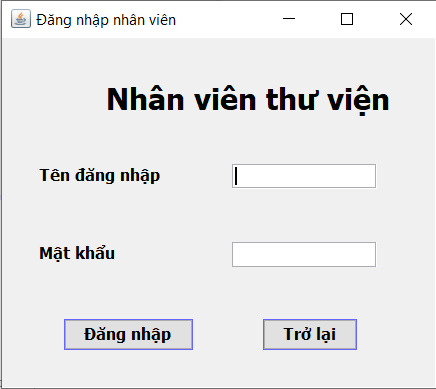 Đăng nhập nhân viên
Nhân viên thư viện
Tên đăng nhập
Mật khẩu
Đăng nhập Trở lại